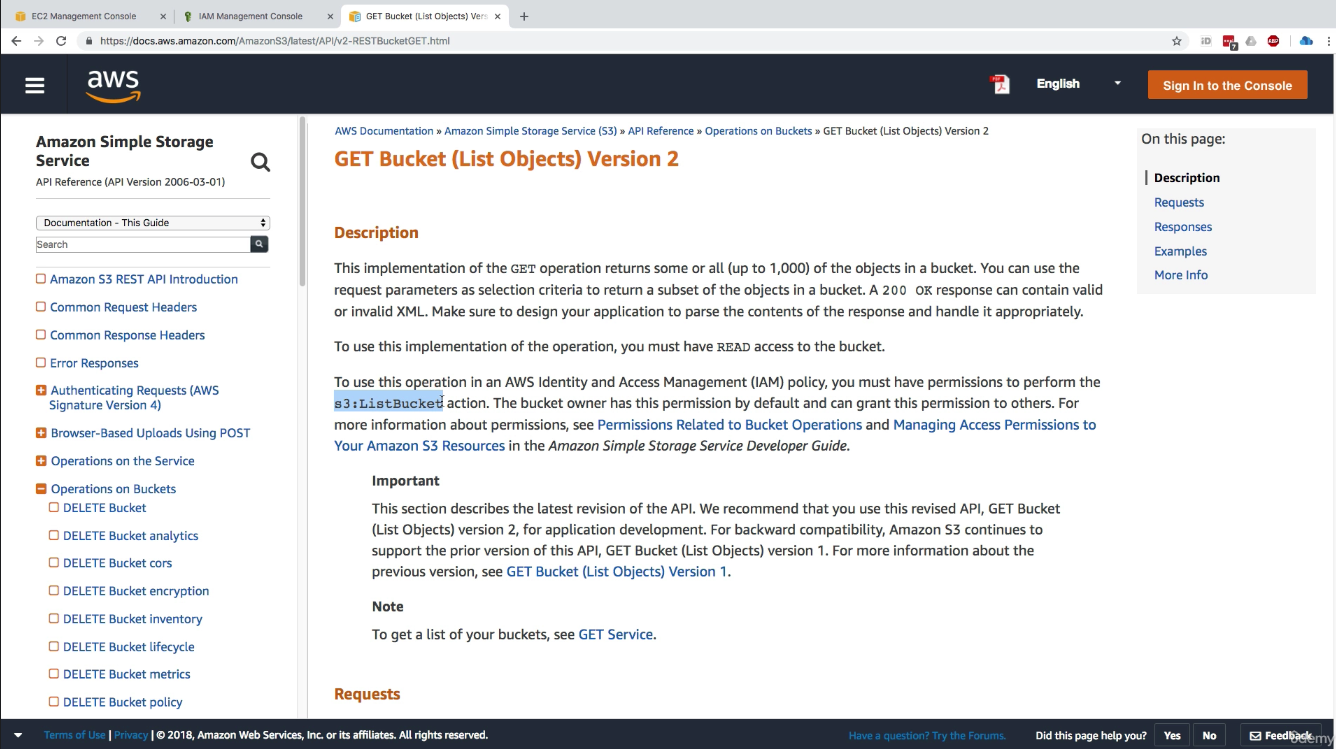 EC2 Management Console
IAM Management Console
GET Bucket (List Objects) Vers
https://docs.aws.amazon.com/AmazonS3/latest/API/v2-RESTBucketGET.html
iD
7
ABP
aws
English
Sign In to the Console
Amazon Simple Storage
Service
API Reference (API Version 2006-03-01)
Documentation - This Guide
Search
Amazon S3 REST API Introduction
Common Request Headers
Common Response Headers
Error Responses
Authenticating Requests (AWS
Signature Version 4)
Browser-Based Uploads Using POST
Operations on the Service
Operations on Buckets
DELETE Bucket
DELETE Bucket analytics
DELETE Bucket cors
DELETE Bucket encryption
DELETE Bucket inventory
DELETE Bucket lifecycle
DELETE Bucket metrics
DELETE Bucket policy
AWS Documentation » Amazon Simple Storage Service (S3) » API Reference » Operations on Buckets » GET Bucket (List Objects) Version 2
GET Bucket (List Objects) Version 2
Description
This implementation of the GET operation returns some or all (up to 1,000) of the objects in a bucket. You can use the
request parameters as selection criteria to return a subset of the objects in a bucket. A 200 OK response can contain valid
or invalid XML. Make sure to design your application to parse the contents of the response and handle it appropriately.
To use this implementation of the operation, you must have READ access to the bucket.
To use this operation in an AWS Identity and Access Management (IAM) policy, you must have permissions to perform the
s3:ListBucket action. The bucket owner has this permission by default and can grant this permission to others. For
more information about permissions, see Permissions Related to Bucket Operations and Managing Access Permissions to
Your Amazon S3 Resources in the Amazon Simple Storage Service Developer Guide.
Important
This section describes the latest revision of the API. We recommend that you use this revised API, GET Bucket
(List Objects) version 2, for application development. For backward compatibility, Amazon S3 continues to
support the prior version of this API, GET Bucket (List Objects) version 1. For more information about the
previous version, see GET Bucket (List Objects) Version 1.
Note
To get a list of your buckets, see GET Service.
Requests
On this page:
Description
Requests
Responses
Examples
More Info
Terms of Use | Privacy | © 2018, Amazon Web Services, Inc. or its affiliates. All rights reserved.
Have a question? Try the Forums.
Did this page help you?
Yes
No
Feedback
Udemy